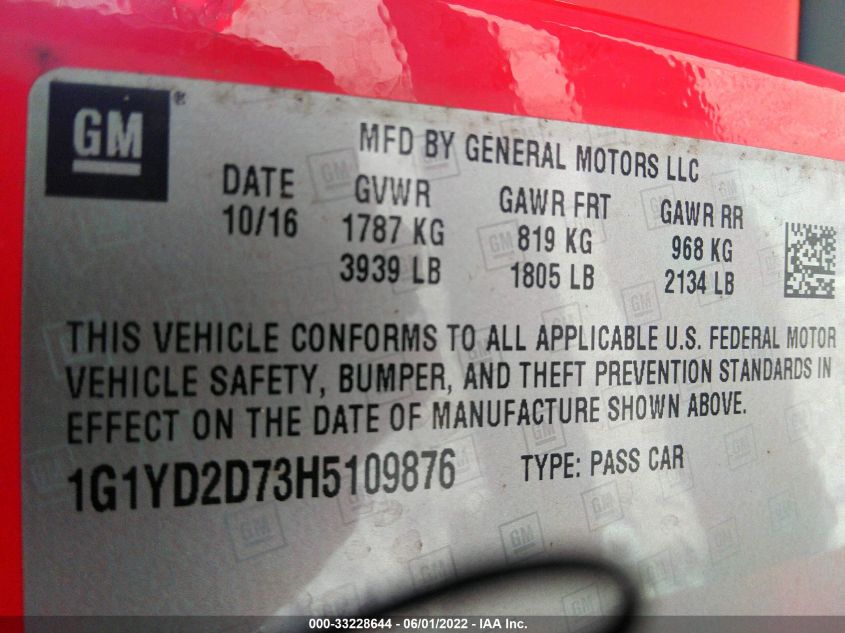 GM®
MFD BY GENERAL MOTORS LLC
DATE GVWR GAWR FRT GAWR RR
10/16 1787 KG 819 KG 968 KG
3939 LB 1805 LB 2134 LB
THIS VEHICLE CONFORMS TO ALL APPLICABLE U.S. FEDERAL MOTOR
VEHICLE SAFETY, BUMPER, AND THEFT PREVENTION STANDARDS IN
EFFECT ON THE DATE OF MANUFACTURE SHOWN ABOVE.
1G1YD2D73H5109876 TYPE: PASS CAR
000-33228644 - 06/01/2022 - IAA Inc.